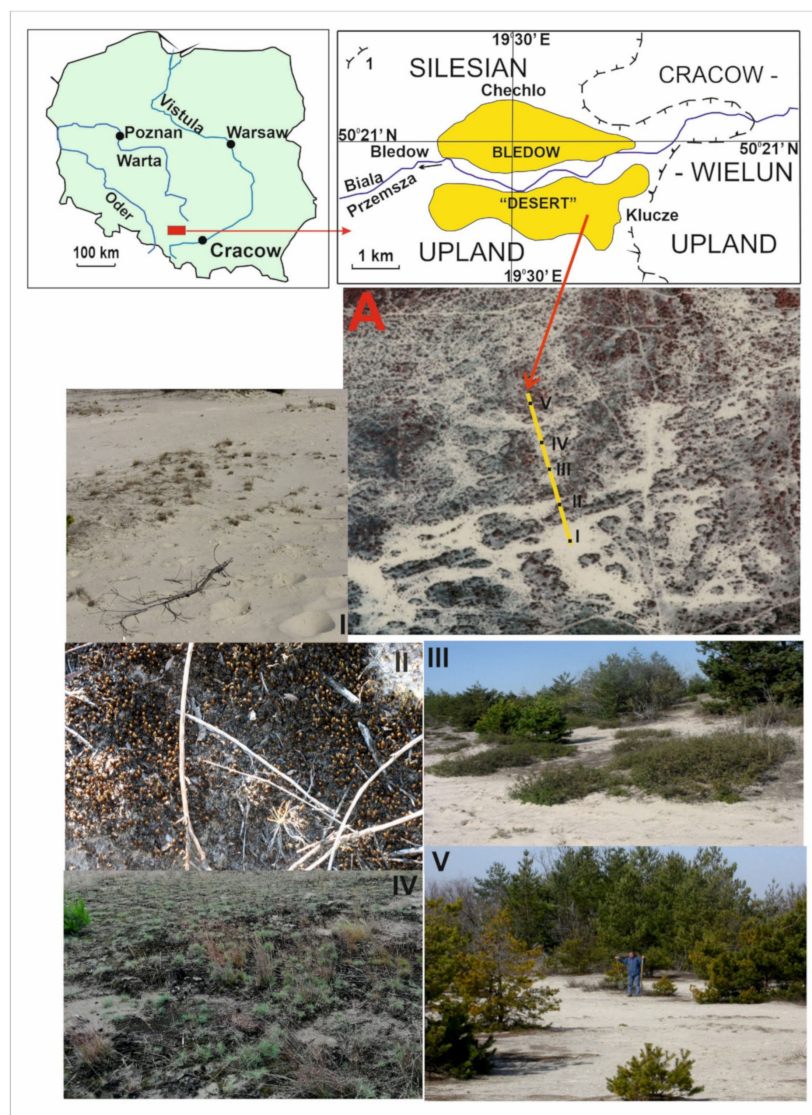 Vistula
Poznan
Warsaw
Warta
Oder
100 km
Cracow
19°30' E
1
SILESIAN
CRACOW -
Chechlo
50°21' N
50°21' N
Bledow
BLEDOW
- WIELUN
Biala
Przemsza
"DESERT"
Klucze
UPLAND
UPLAND
1 km
19°30' E
A
V
IV
III
II
I
I
II
III
IV
V